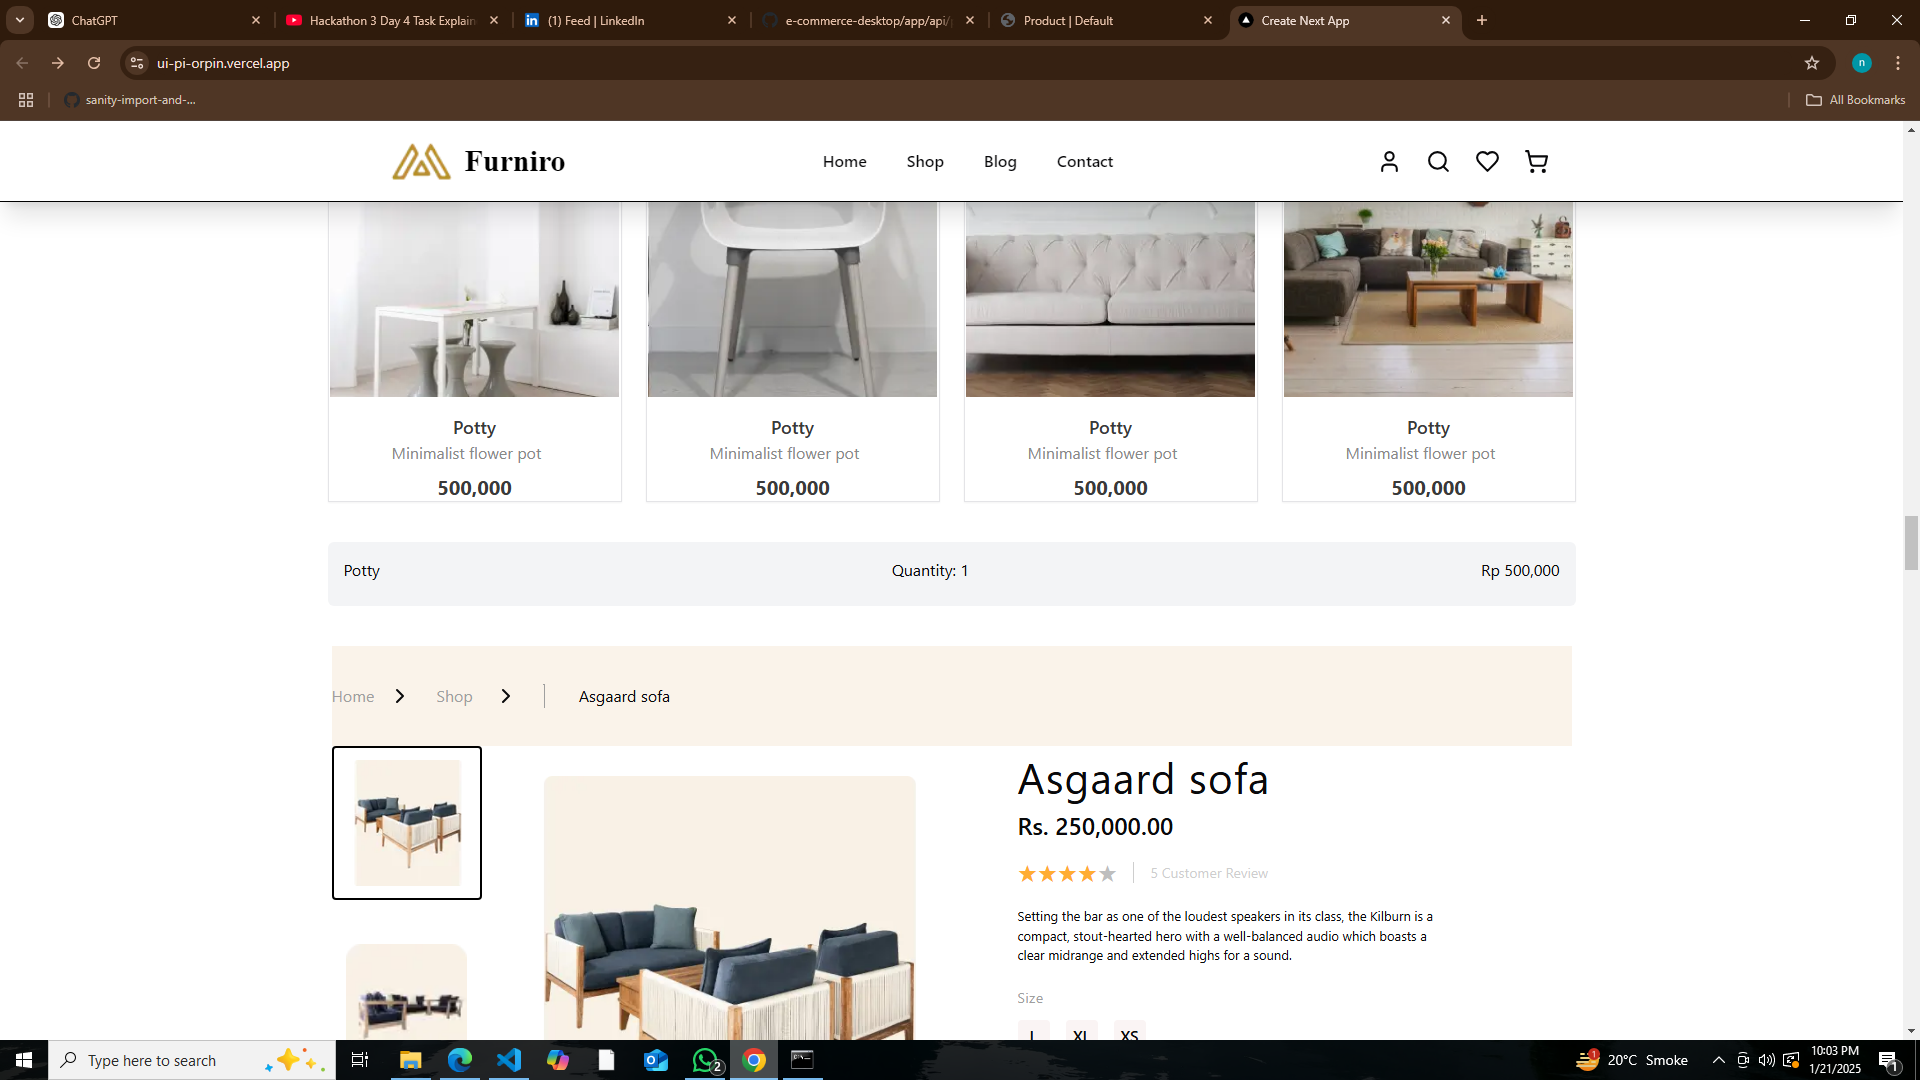 ChatGPT
Hackathon 3 Day 4 Task Explain
(1) Feed | LinkedIn
e-commerce-desktop/app/api/
Product | Default
Create Next App
ui-pi-orpin.vercel.app
n
sanity-import-and-...
All Bookmarks
Furniro
Home
Shop
Blog
Contact
Potty
Minimalist flower pot
500,000
Potty
Minimalist flower pot
500,000
Potty
Minimalist flower pot
500,000
Potty
Minimalist flower pot
500,000
Potty
Quantity: 1
Rp 500,000
Home
Shop
Asgaard sofa
Asgaard sofa
Rs. 250,000.00
5 Customer Review
Setting the bar as one of the loudest speakers in its class, the Kilburn is a
compact, stout-hearted hero with a well-balanced audio which boasts a
clear midrange and extended highs for a sound.
Size
L
XL
XS
Type here to search
2
1
20°C Smoke
10:03 PM
1/21/2025
1